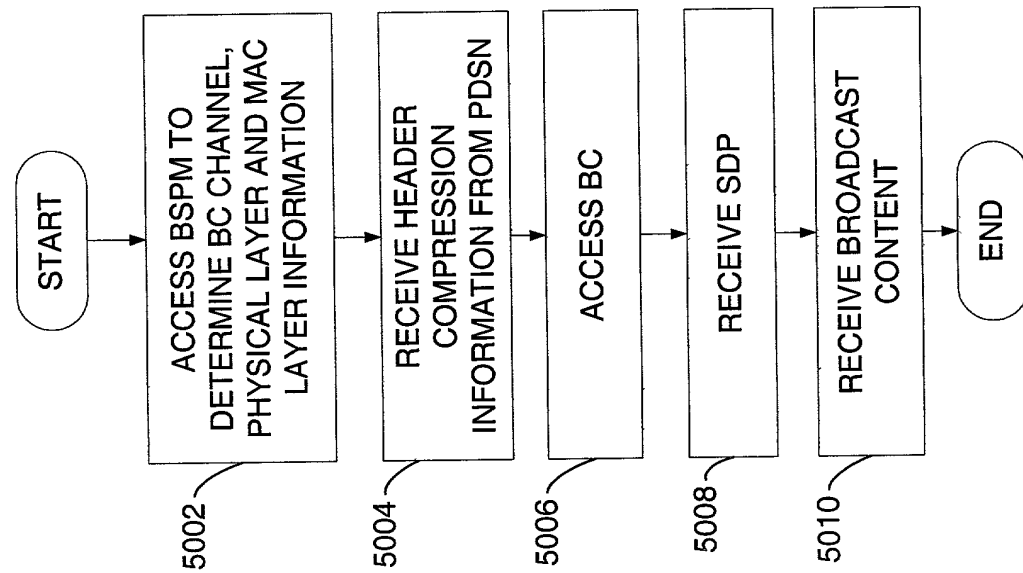 START
ACCESS BSPM TO
DETERMINE BC CHANNEL,
PHYSICAL LAYER AND MAC
LAYER INFORMATION
5002
RECEIVE HEADER
COMPRESSION
INFORMATION FROM PDSN
5004
ACCESS BC
5006
RECEIVE SDP
5008
RECEIVE BROADCAST
CONTENT
5010
END